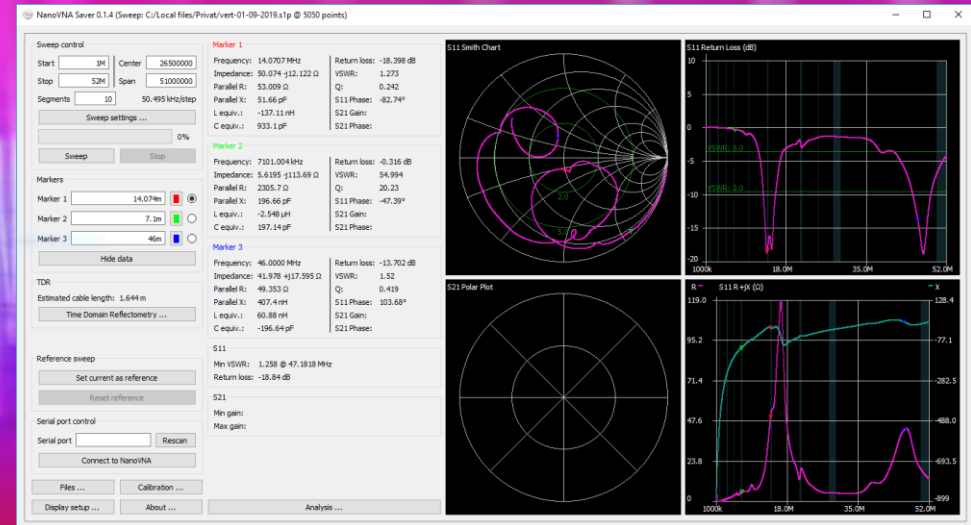 NanoVNA Saver 0.1.4 (Sweep: C:/Local files/Privat/vert-01-09-2019.s1p @ 5050 points)
Sweep control
Start 1M Center 26500000
Stop 52M Span 51000000
Segments 10 50.495 kHz/step
Sweep settings ...
0%
Sweep Stop
Markers
Marker 1 14.074m
Marker 2 7.1m
Marker 3 46m
Hide data
TDR
Estimated cable length: 1.644 m
Time Domain Reflectometry ...
Reference sweep
Set current as reference
Reset reference
Serial port control
Serial port Rescan
Connect to NanoVNA
Files ... Calibration ...
Display setup ... About ...
Marker 1
Frequency: 14.0707 MHz Return loss: -18.398 dB
Impedance: 50.074 -j12.122 Ω VSWR: 1.273
Parallel R: 53.009 Ω Q: 0.242
Parallel X: 51.66 pF S11 Phase: -82.74°
L equiv.: -137.11 nH S21 Gain:
C equiv.: 933.1 pF S21 Phase:
Marker 2
Frequency: 7101.004 kHz Return loss: -0.316 dB
Impedance: 5.6195 -j113.69 Ω VSWR: 54.994
Parallel R: 2305.7 Ω Q: 20.23
Parallel X: 196.66 pF S11 Phase: -47.39°
L equiv.: -2.548 µH S21 Gain:
C equiv.: 197.14 pF S21 Phase:
Marker 3
Frequency: 46.0000 MHz Return loss: -13.702 dB
Impedance: 41.978 +j17.595 Ω VSWR: 1.52
Parallel R: 49.353 Ω Q: 0.419
Parallel X: 407.4 nH S11 Phase: 103.68°
L equiv.: 60.88 nH S21 Gain:
C equiv.: -196.64 pF S21 Phase:
S11
Min VSWR: 1.258 @ 47.1818 MHz
Return loss: -18.84 dB
S21
Min gain:
Max gain:
Analysis ...
S11 Smith Chart
2.0
5.0
S11 Return Loss (dB)
10
5
0
VSWR: 5.0
-5
VSWR: 2.0
-10
-15
-20
1000k 18.0M 35.0M 52.0M
S21 Polar Plot
R S11 R+jX (Ω) X
119.0 128.4
95.2 -77.1
71.4 -282.5
47.6 -488.0
23.8 -693.5
0 -899
1000k 18.0M 35.0M 52.0M